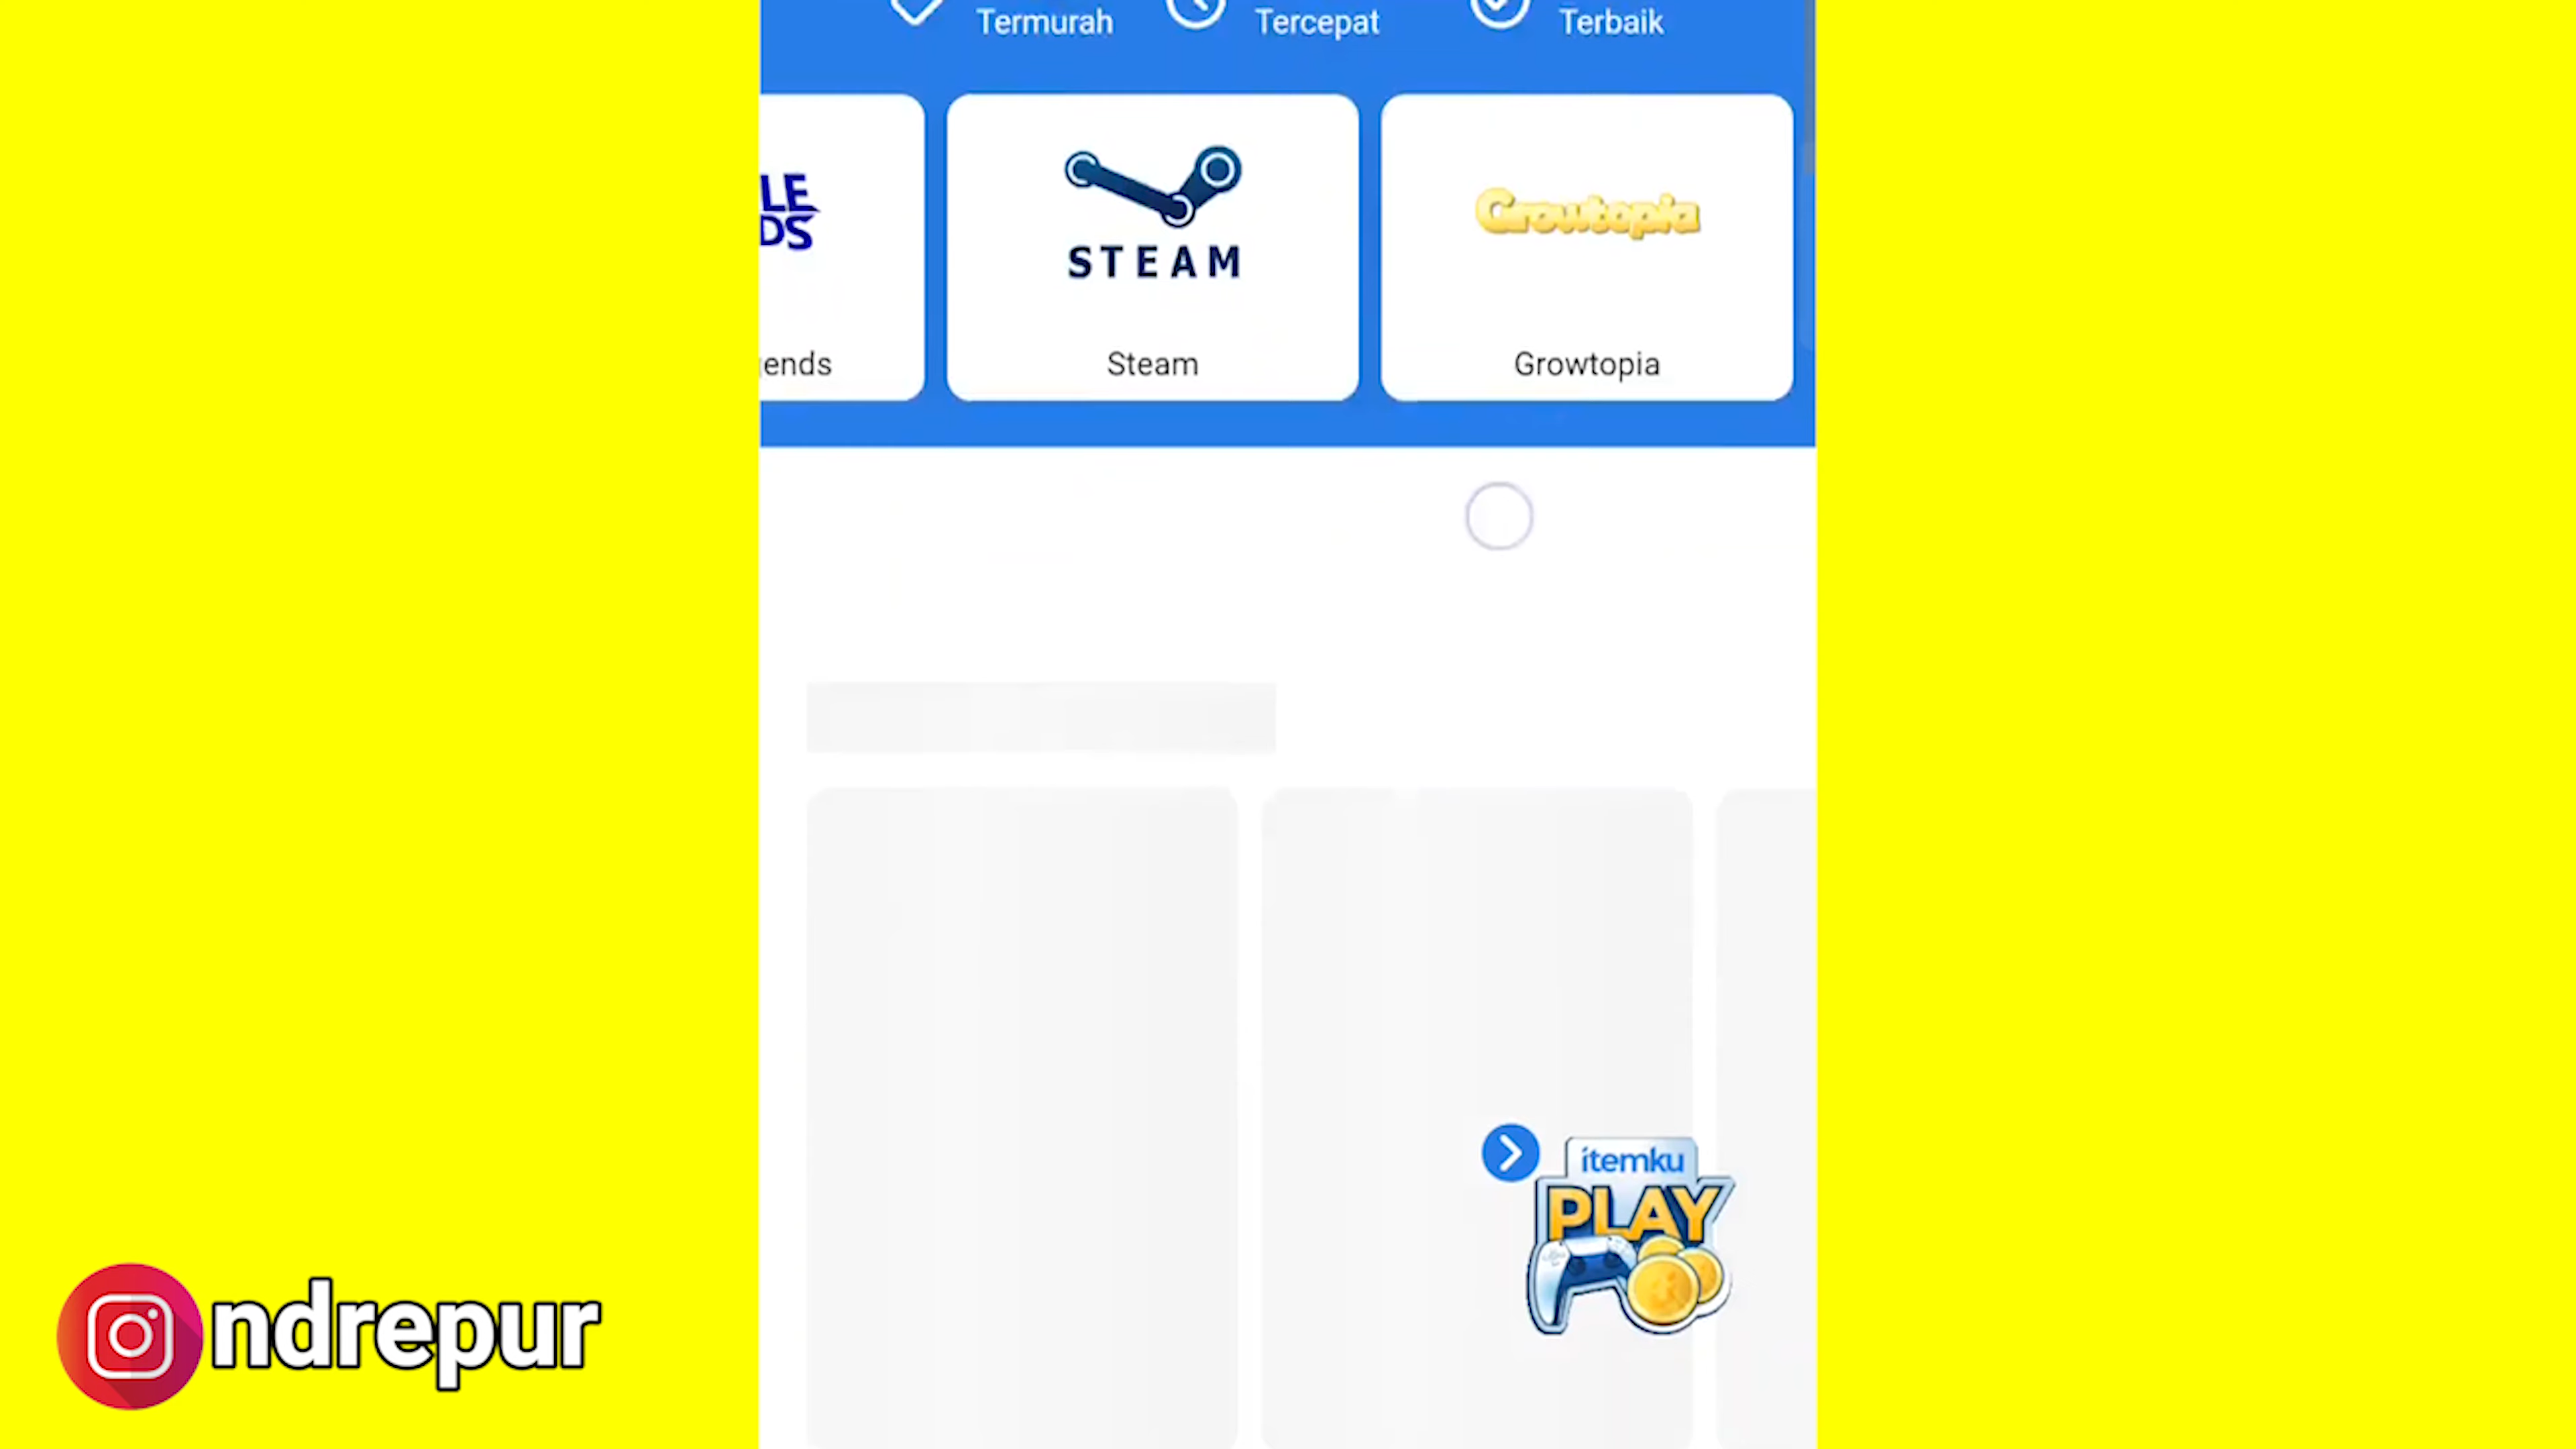 Termurah Tercepat Terbaik
LE
DS
STEAM
Growtopia
ends Steam Growtopia
itemku
PLAY
ndrepur